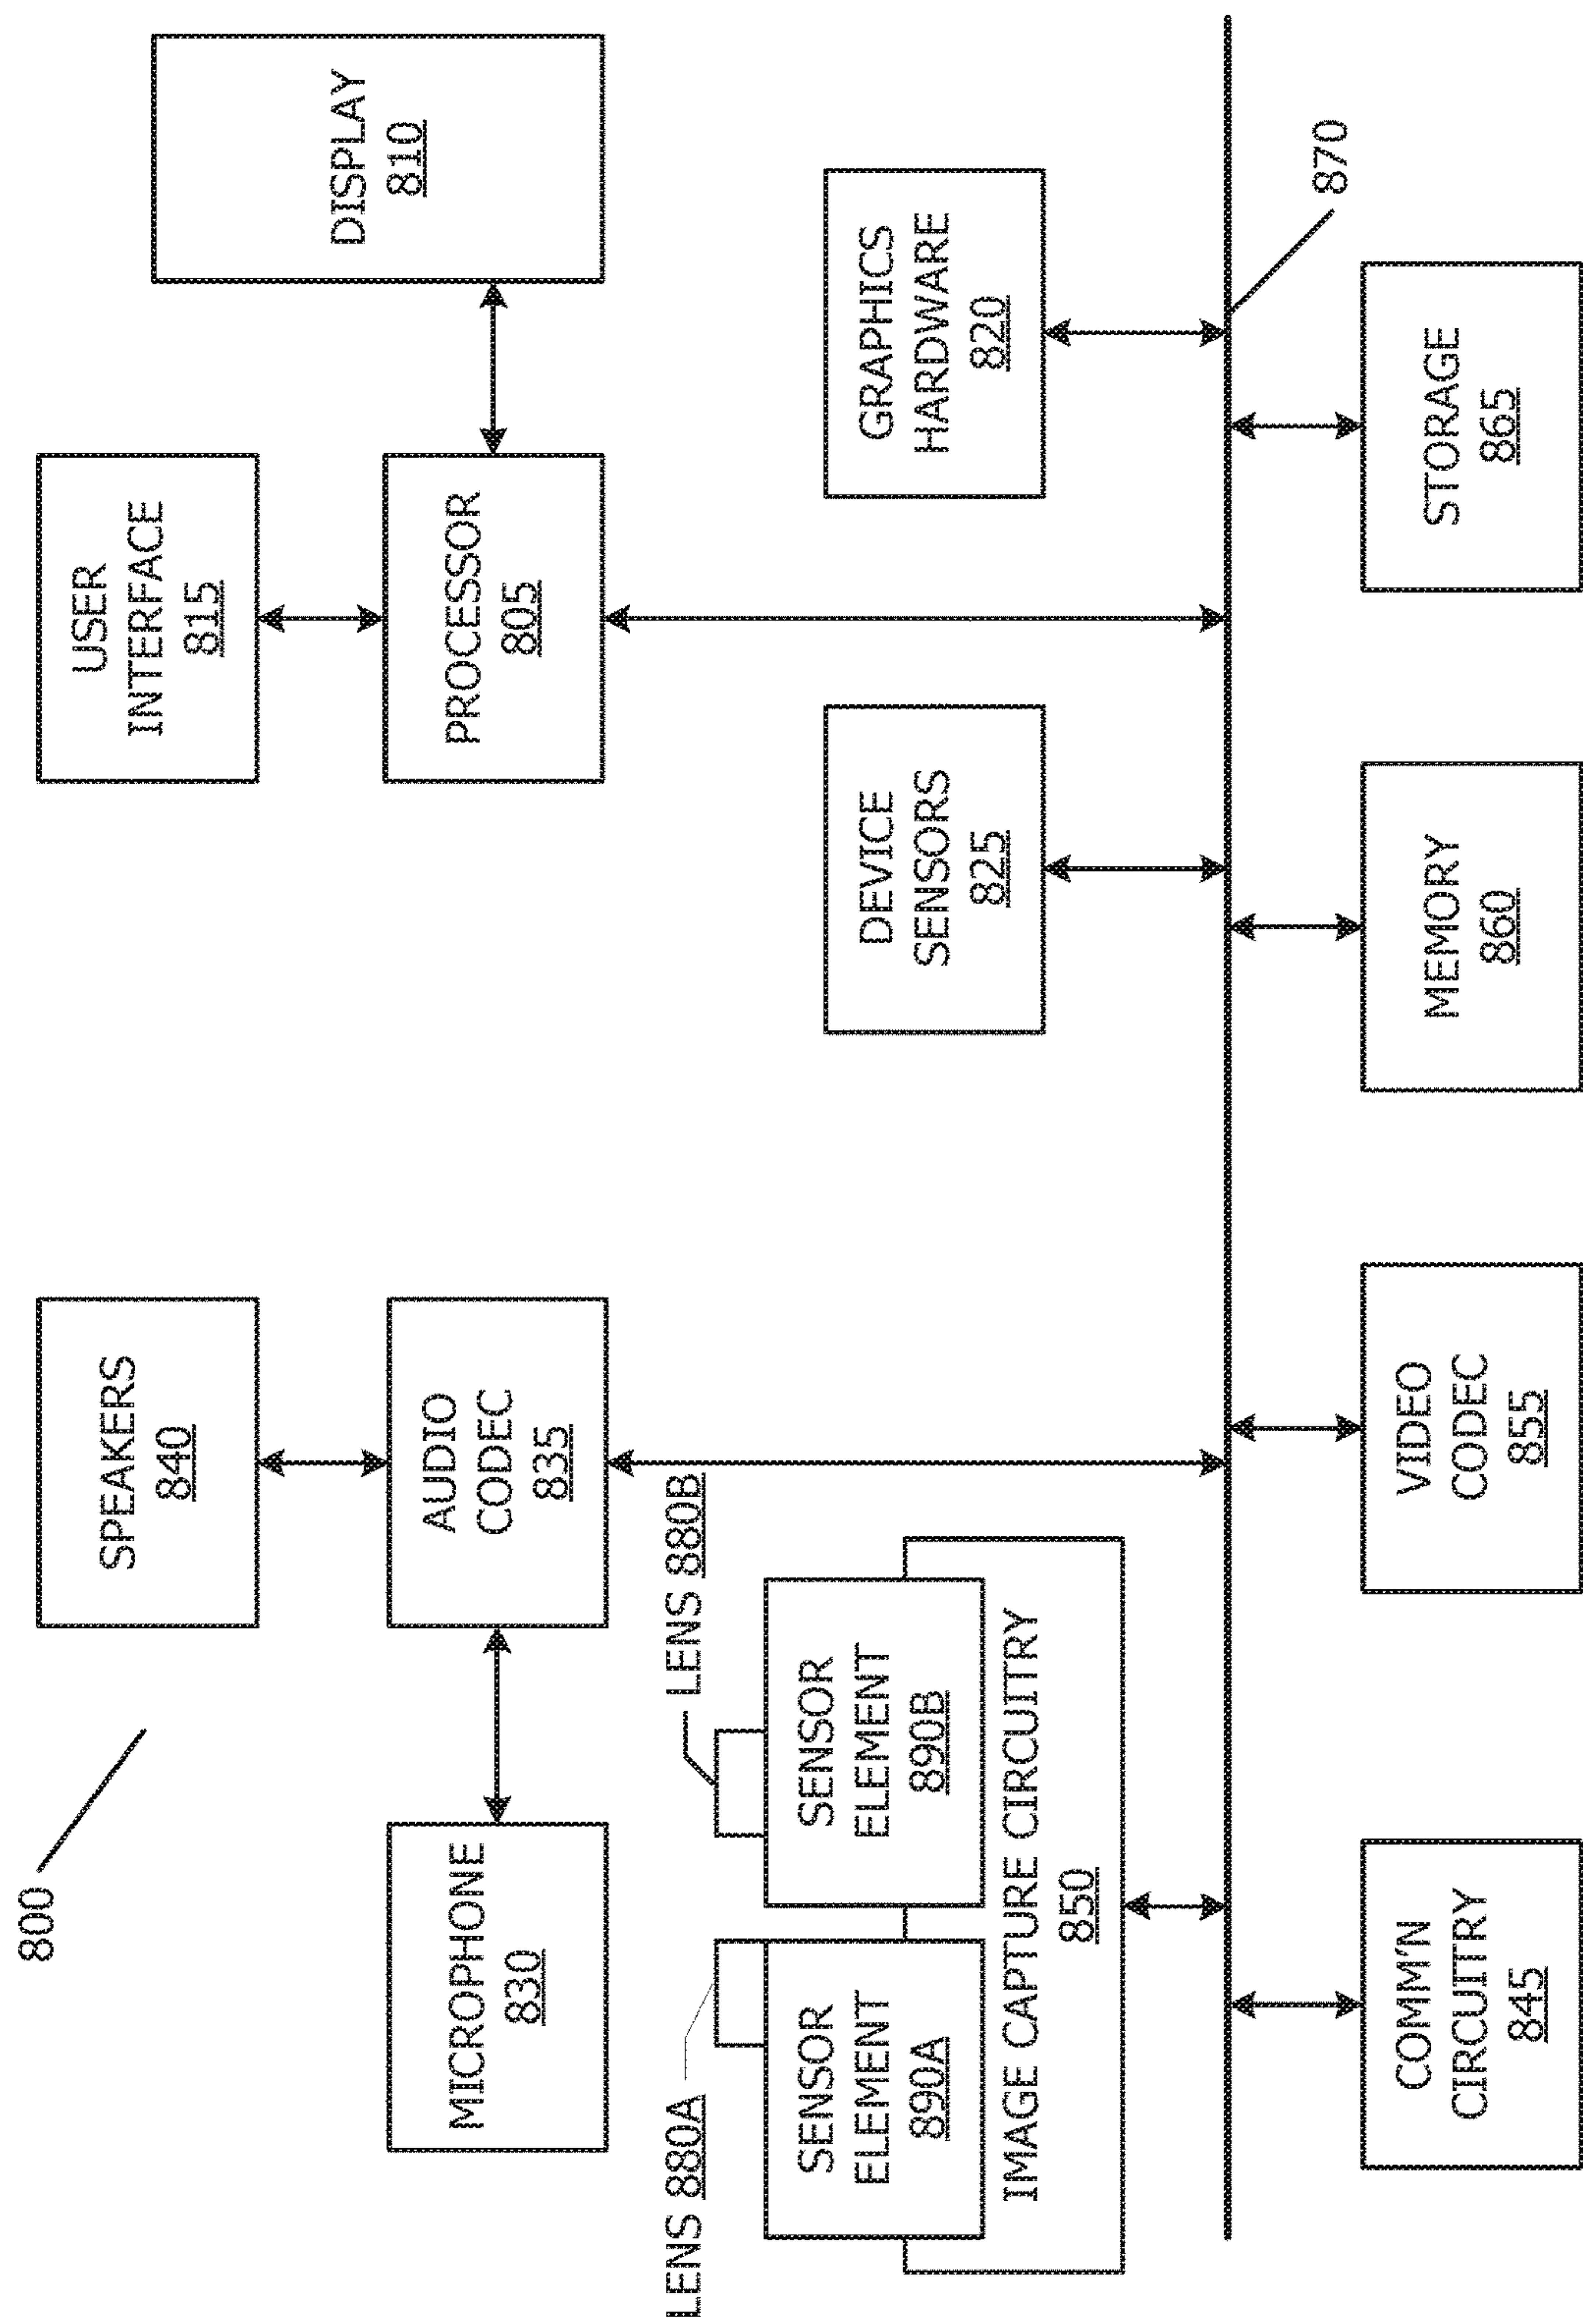 800
SPEAKERS
840
USER
INTERFACE
815
DISPLAY
810
MICROPHONE
830
AUDIO
CODEC
835
PROCESSOR
805
LENS 880A
LENS 880B
SENSOR
ELEMENT
890A
SENSOR
ELEMENT
890B
IMAGE CAPTURE CIRCUITRY
850
DEVICE
SENSORS
825
GRAPHICS
HARDWARE
820
870
COMM'N
CIRCUITRY
845
VIDEO
CODEC
855
MEMORY
860
STORAGE
865